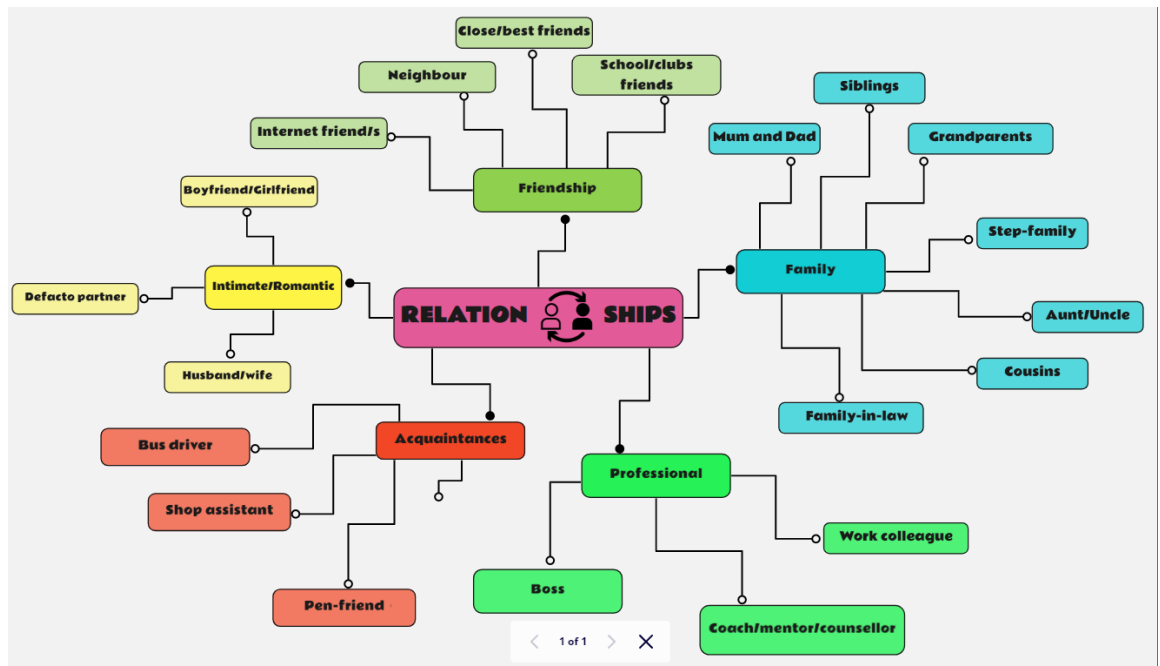 Close/best friends
Neighbour
School/clubs
friends
Internet friend/s
Friendship
Siblings
Mum and Dad
Grandparents
Step-family
Family
Aunt/Uncle
Cousins
Family-in-law
Boyfriend/Girlfriend
Intimate/Romantic
Defacto partner
Husband/wife
RELATION SHIPS
Acquaintances
Bus driver
Shop assistant
Pen-friend
Professional
Work colleague
Boss
Coach/mentor/counsellor
1 of 1